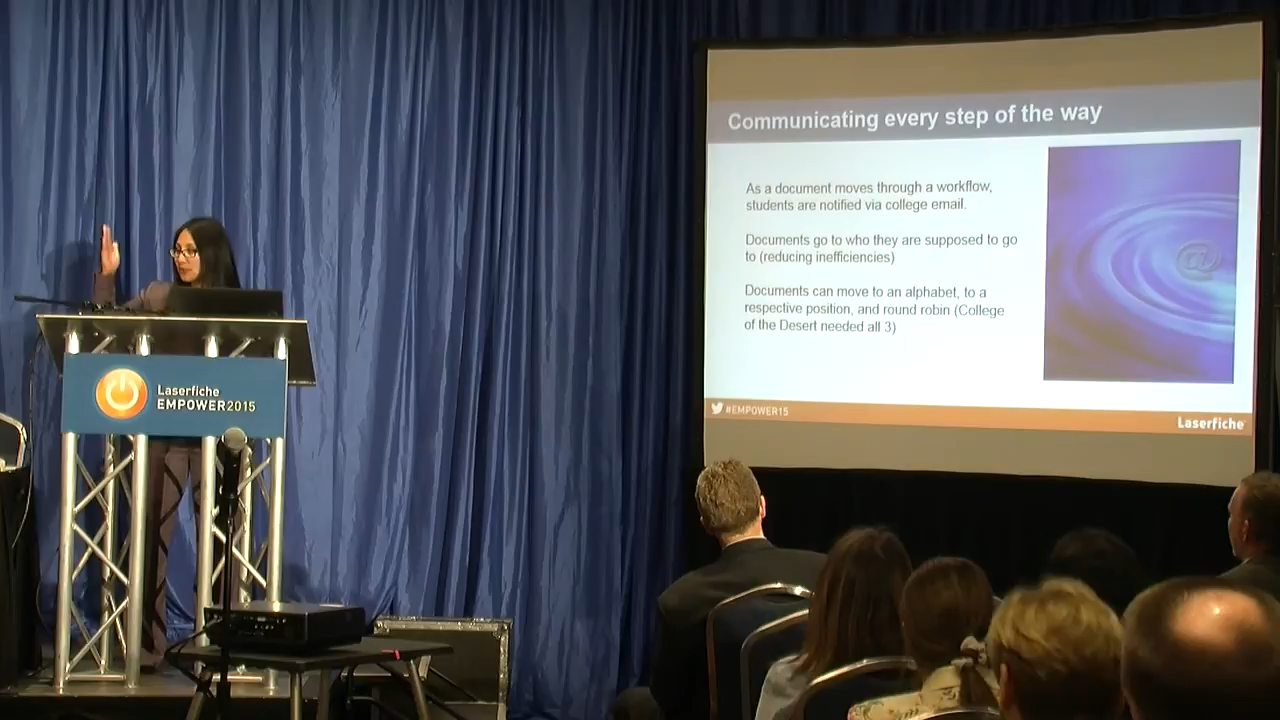 Communicating every step of the way
As a document moves through a workflow,
students are notified via college email.
Documents go to who they are supposed to go
to (reducing inefficiencies)
Documents can move to an alphabet, to a
respective position, and round robin (College
of the Desert needed all 3)
@
#EMPOWER15
Laserfiche
Laserfiche
EMPOWER2015